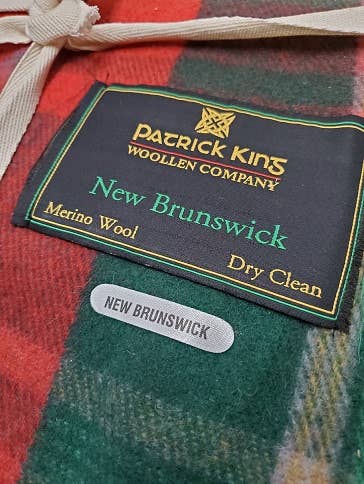 PATRICK KING
WOOLLEN COMPANY
New Brunswick
Merino Wool
Dry Clean
NEW BRUNSWICK